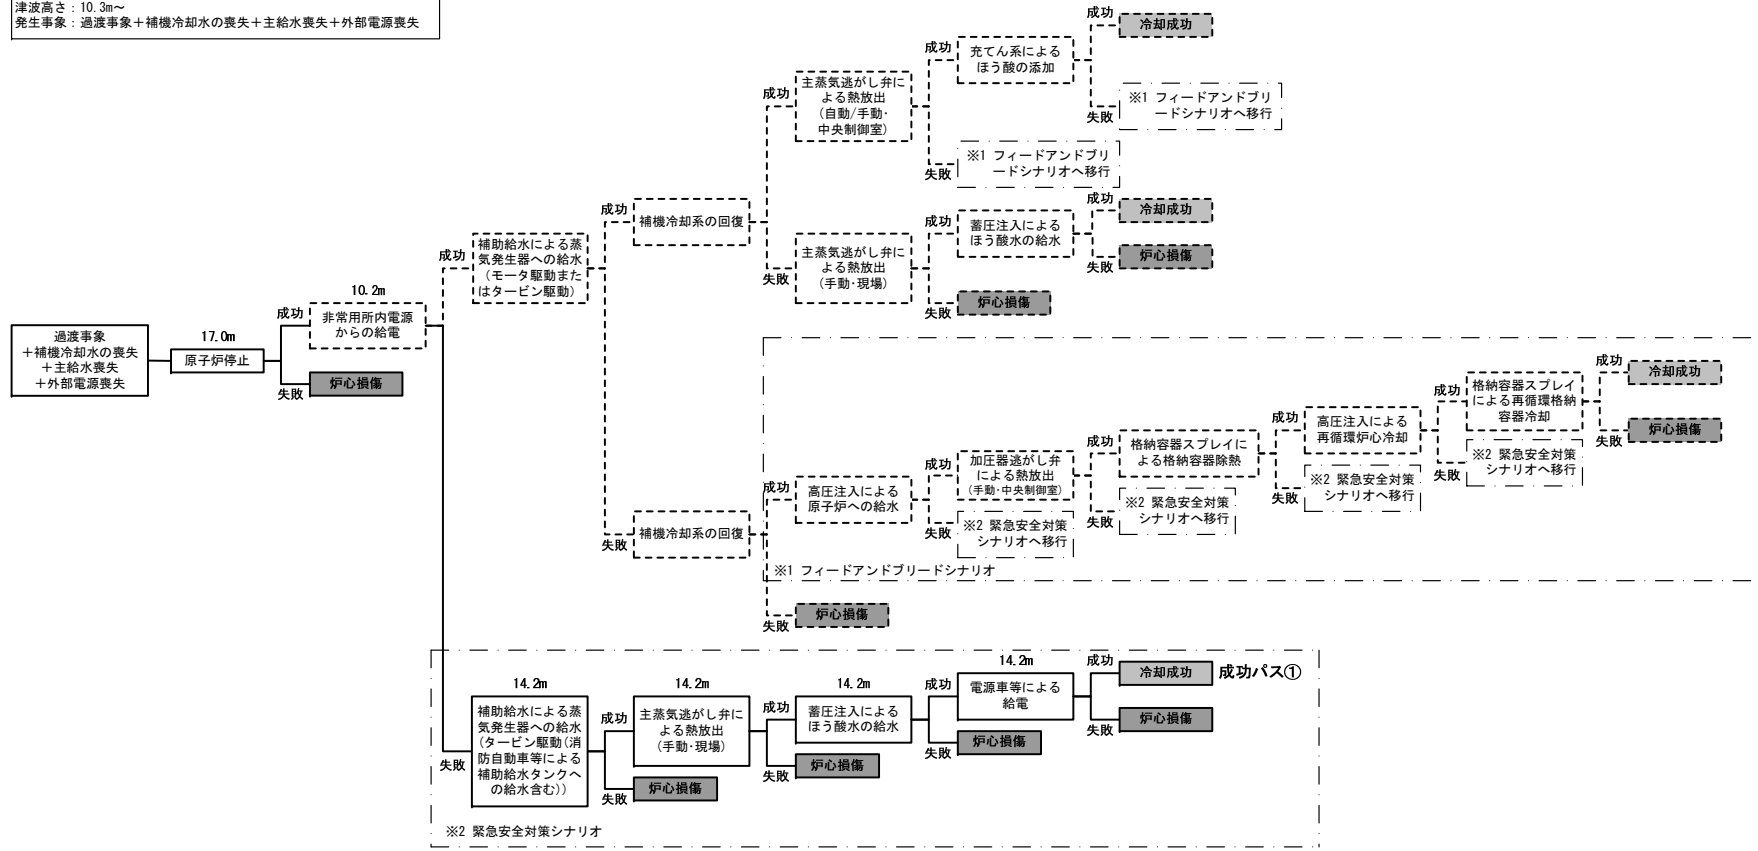 津波高さ：10.3m～
発生事象：過渡事象＋補機冷却水の喪失＋主給水喪失＋外部電源喪失
過渡事象
＋補機冷却水の喪失
＋主給水喪失
＋外部電源喪失
17.0m
原子炉停止
成功
失敗
10.2m
非常用所内電源
からの給電
炉心損傷
成功
失敗
補助給水による蒸
気発生器への給水
（モータ駆動また
はタービン駆動）
成功
失敗
補機冷却系の回復
成功
失敗
主蒸気逃がし弁に
よる熱放出
（自動/手動・
中央制御室）
成功
失敗
充てん系による
ほう酸の添加
成功
失敗
冷却成功
※1 フィードアンドブリ
ードシナリオへ移行
※1 フィードアンドブリ
ードシナリオへ移行
主蒸気逃がし弁に
よる熱放出
（手動・現場）
成功
失敗
蓄圧注入による
ほう酸水の給水
成功
失敗
冷却成功
炉心損傷
炉心損傷
補機冷却系の回復
成功
失敗
高圧注入による
原子炉への給水
成功
失敗
加圧器逃がし弁
による熱放出
（手動・中央制御室）
成功
失敗
格納容器スプレイに
よる格納容器除熱
成功
失敗
高圧注入による
再循環炉心冷却
成功
失敗
格納容器スプレイ
による再循環格納
容器冷却
成功
失敗
冷却成功
炉心損傷
※2 緊急安全対策
シナリオへ移行
※2 緊急安全対策
シナリオへ移行
※2 緊急安全対策
シナリオへ移行
※2 緊急安全対策
シナリオへ移行
※1 フィードアンドブリードシナリオ
炉心損傷
14.2m
補助給水による蒸
気発生器への給水
（タービン駆動（消
防自動車等による
補助給水タンクへ
の給水含む））
成功
失敗
14.2m
主蒸気逃がし弁に
よる熱放出
（手動・現場）
炉心損傷
成功
失敗
14.2m
蓄圧注入による
ほう酸水の給水
炉心損傷
成功
失敗
14.2m
電源車等による
給電
炉心損傷
成功
失敗
冷却成功
成功パス①
炉心損傷
※2 緊急安全対策シナリオ